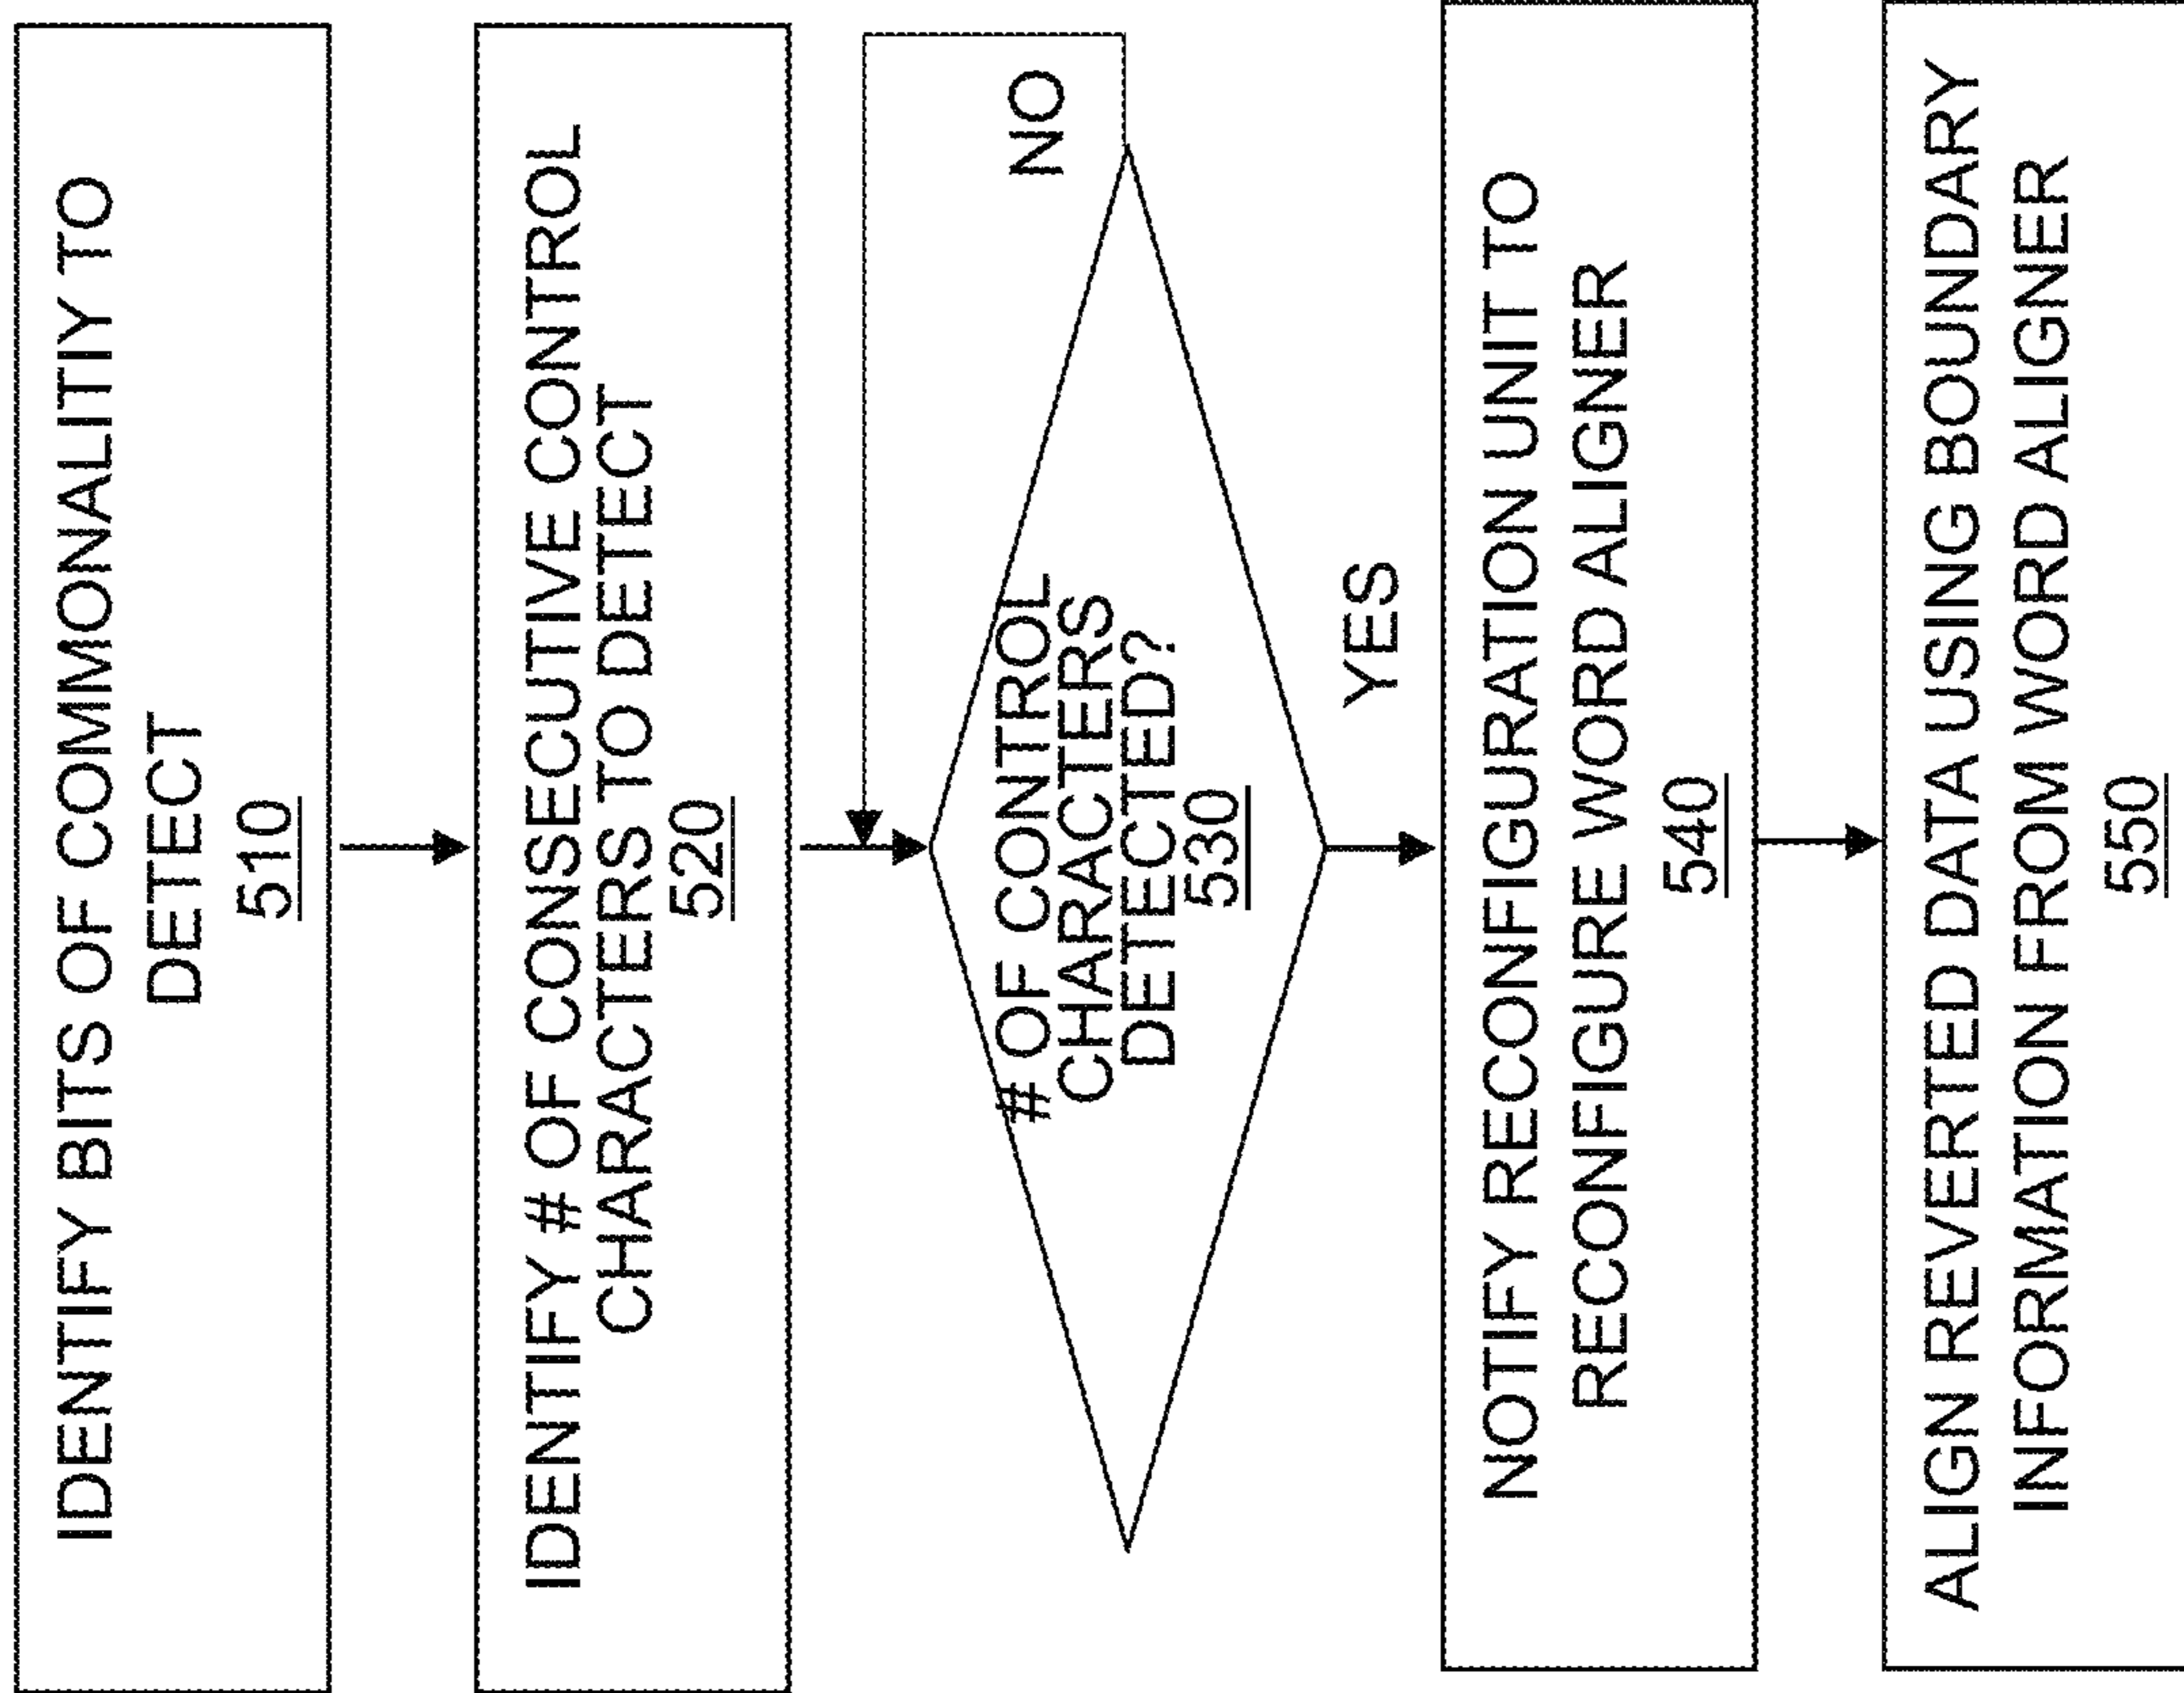 IDENTIFY BITS OF COMMONALITIY TO
DETECT
510
IDENTIFY # OF CONSECUTIVE CONTROL
CHARACTERS TO DETECT
520
# OF CONTROL
CHARACTERS
DETECTED?
530
NO
YES
NOTIFY RECONFIGURATION UNIT TO
RECONFIGURE WORD ALIGNER
540
ALIGN REVERTED DATA USING BOUNDARY
INFORMATION FROM WORD ALIGNER
550